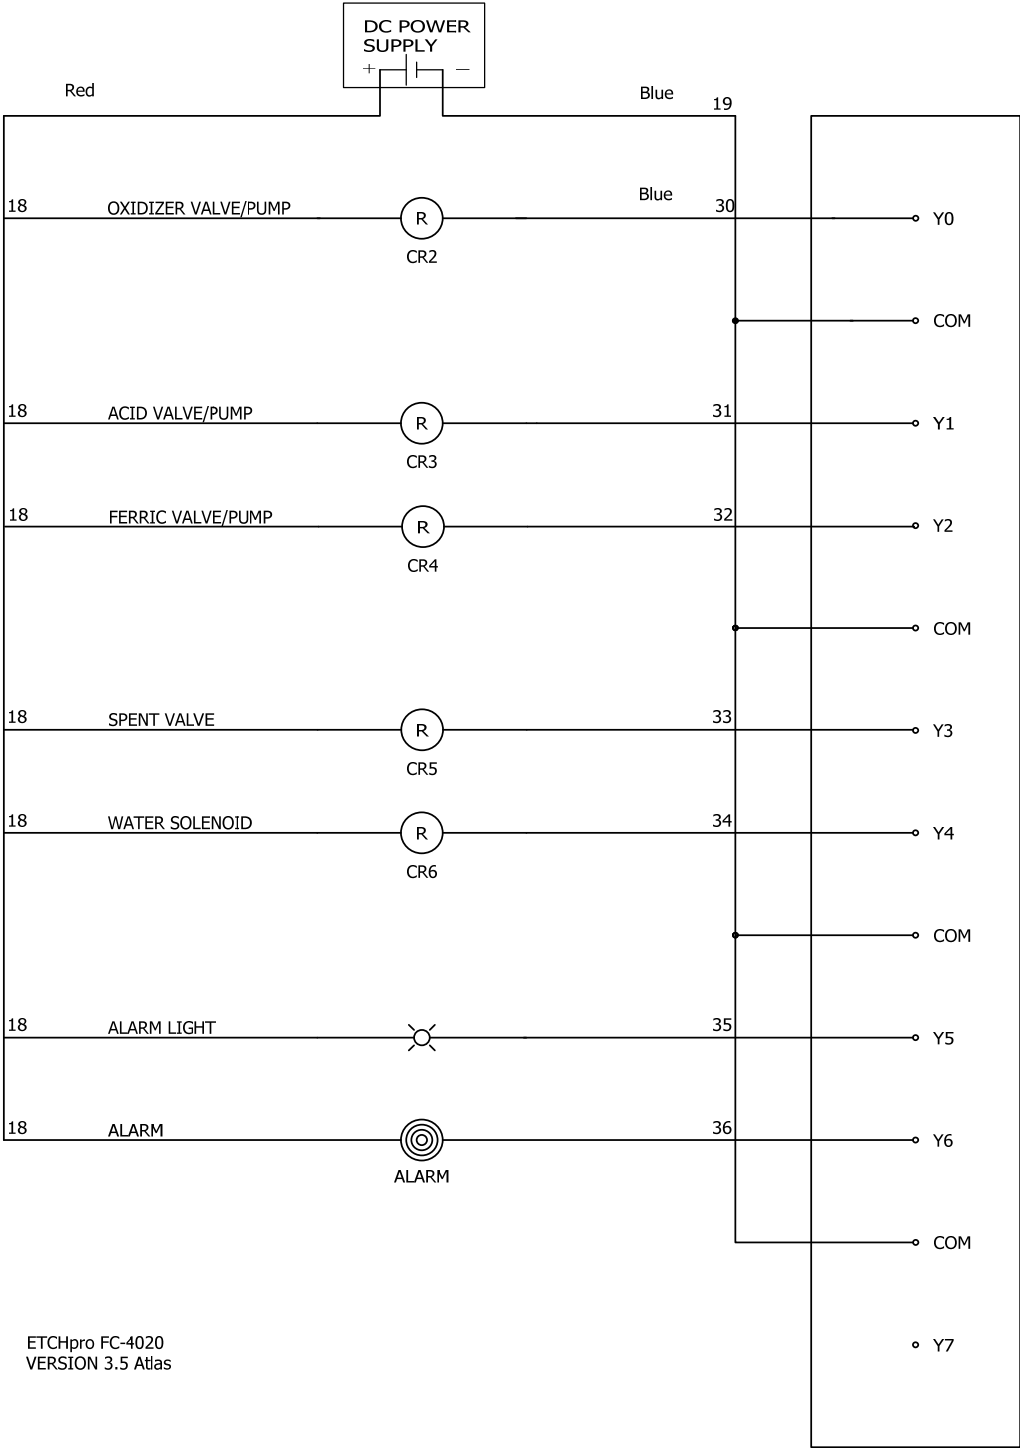 DC POWER
SUPPLY
+ −
Red
Blue
19
18 OXIDIZER VALVE/PUMP R Blue 30 Y0
CR2
COM
18 ACID VALVE/PUMP R 31 Y1
CR3
18 FERRIC VALVE/PUMP R 32 Y2
CR4
COM
18 SPENT VALVE R 33 Y3
CR5
18 WATER SOLENOID R 34 Y4
CR6
COM
18 ALARM LIGHT 35 Y5
18 ALARM 36 Y6
ALARM
COM
ETCHpro FC-4020
VERSION 3.5 Atlas
Y7